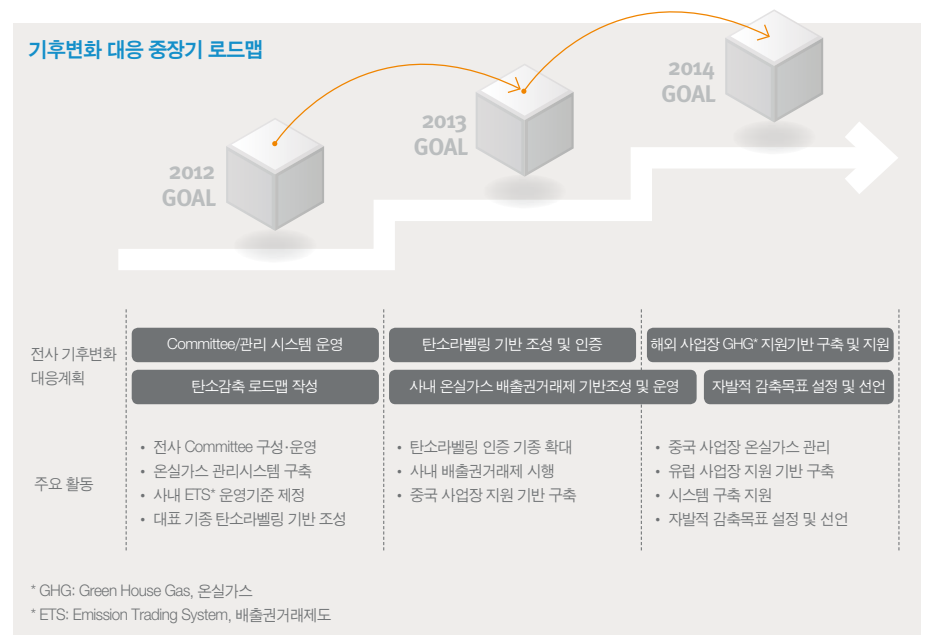 기후변화 대응 중장기 로드맵
2012
GOAL
2013
GOAL
2014
GOAL
전사 기후변화
대응계획
Committee/관리 시스템 운영
탄소라벨링 기반 조성 및 인증
해외 사업장 GHG* 지원기반 구축 및 지원
탄소감축 로드맵 작성
사내 온실가스 배출권거래제 기반조성 및 운영
자발적 감축목표 설정 및 선언
주요 활동
• 전사 Committee 구성·운영
• 온실가스 관리시스템 구축
• 사내 ETS* 운영기준 제정
• 대표 기종 탄소라벨링 기반 조성
• 탄소라벨링 인증 기종 확대
• 사내 배출권거래제 시행
• 중국 사업장 지원 기반 구축
• 중국 사업장 온실가스 관리
• 유럽 사업장 지원 기반 구축
• 시스템 구축 지원
• 자발적 감축목표 설정 및 선언
* GHG: Green House Gas, 온실가스
* ETS: Emission Trading System, 배출권거래제도